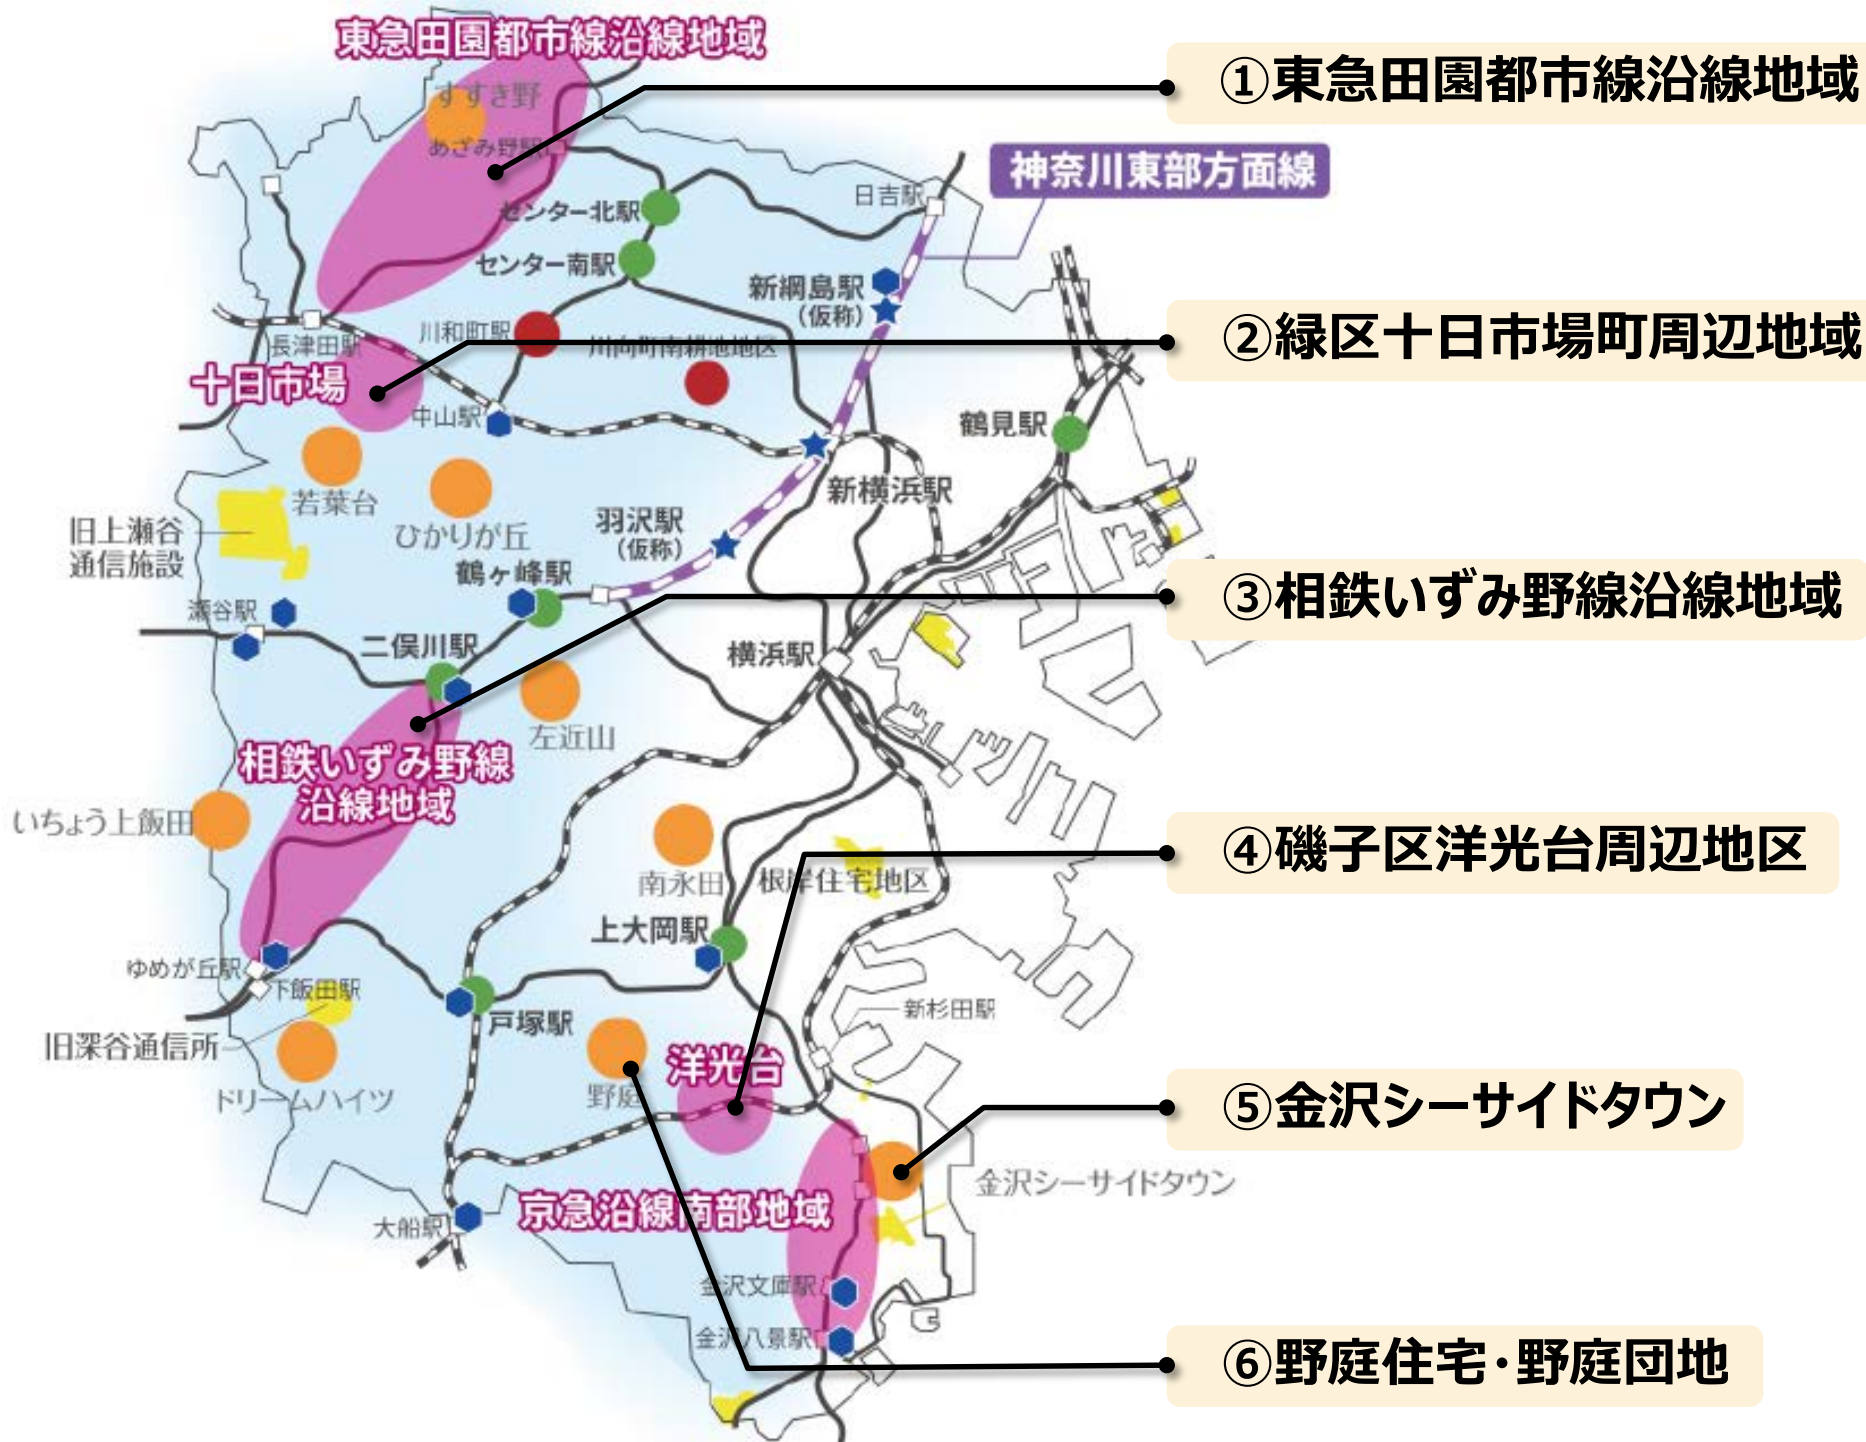 東急田園都市線沿線地域
①東急田園都市線沿線地域
すすき野
あざみ野駅
神奈川東部方面線
日吉駅
センター北駅
センター南駅
新綱島駅
（仮称）
川和町駅
川向町南耕地地区
②緑区十日市場町周辺地域
長津田駅
十日市場
中山駅
鶴見駅
若葉台
ひかりが丘
新横浜駅
旧上瀬谷
通信施設
羽沢駅
（仮称）
鶴ヶ峰駅
③相鉄いずみ野線沿線地域
瀬谷駅
二俣川駅
横浜駅
左近山
相鉄いずみ野線
沿線地域
いちょう上飯田
④磯子区洋光台周辺地区
南永田
根岸住宅地区
上大岡駅
ゆめが丘駅
下飯田駅
新杉田駅
戸塚駅
旧深谷通信所
洋光台
ドリームハイツ
野庭
⑤金沢シーサイドタウン
金沢シーサイドタウン
京急沿線南部地域
大船駅
金沢文庫駅
金沢八景駅
⑥野庭住宅・野庭団地